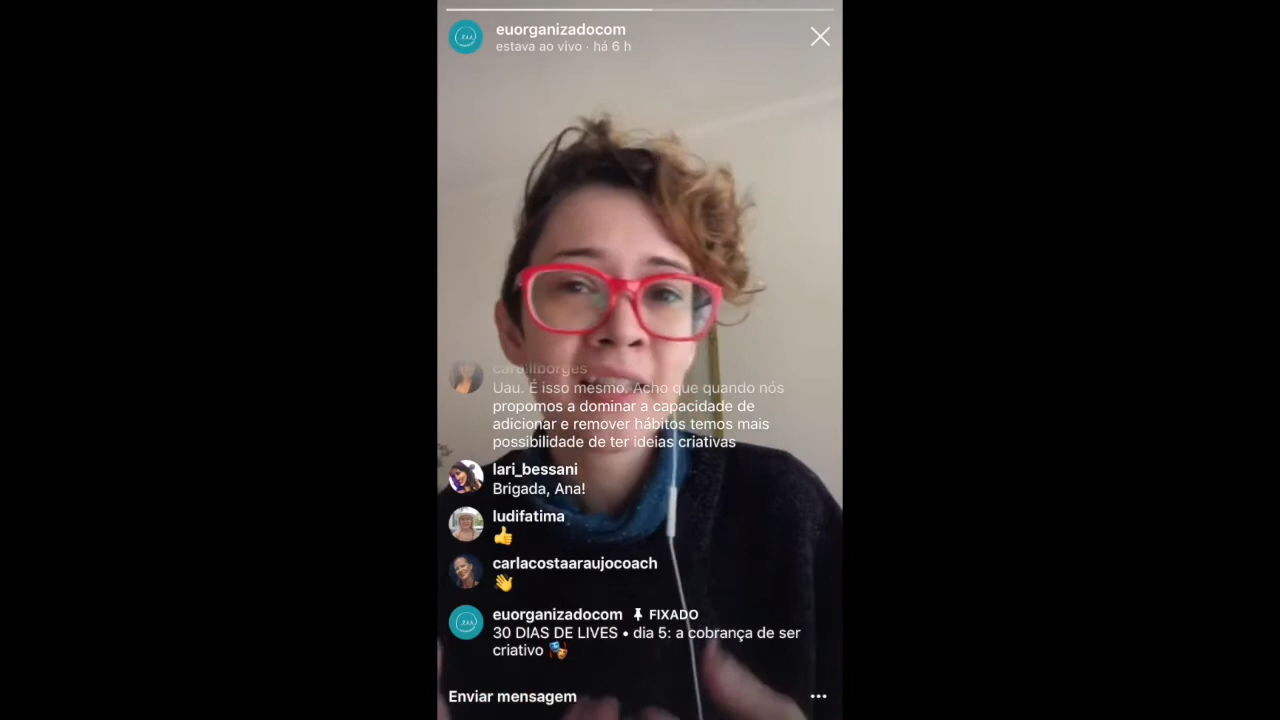 euorganizadocom
estava ao vivo · há 6 h
Uau. É isso mesmo. Acho que quando nós
propomos a dominar a capacidade de
adicionar e remover hábitos temos mais
possibilidade de ter ideias criativas
lari_bessani
Brigada, Ana!
ludifatima
👍
carlacostaaraujocoach
👋
euorganizadocom FIXADO
30 DIAS DE LIVES • dia 5: a cobrança de ser
criativo 🎭
Enviar mensagem